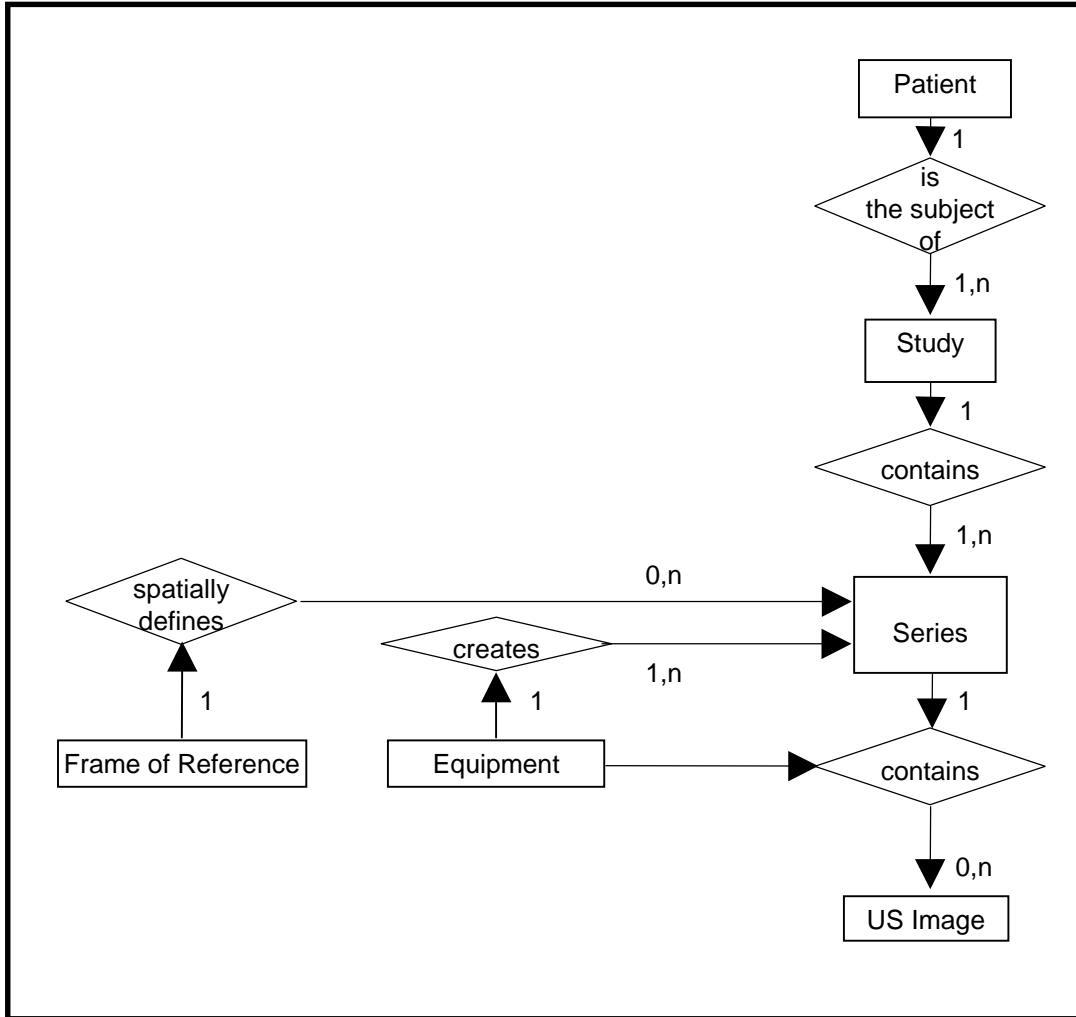 Patient
1
is
the subject
of
1,n
Study
1
contains
1,n
spatially
defines
0,n
Series
creates
1,n
1
1
1
Frame of Reference
Equipment
contains
0,n
US Image